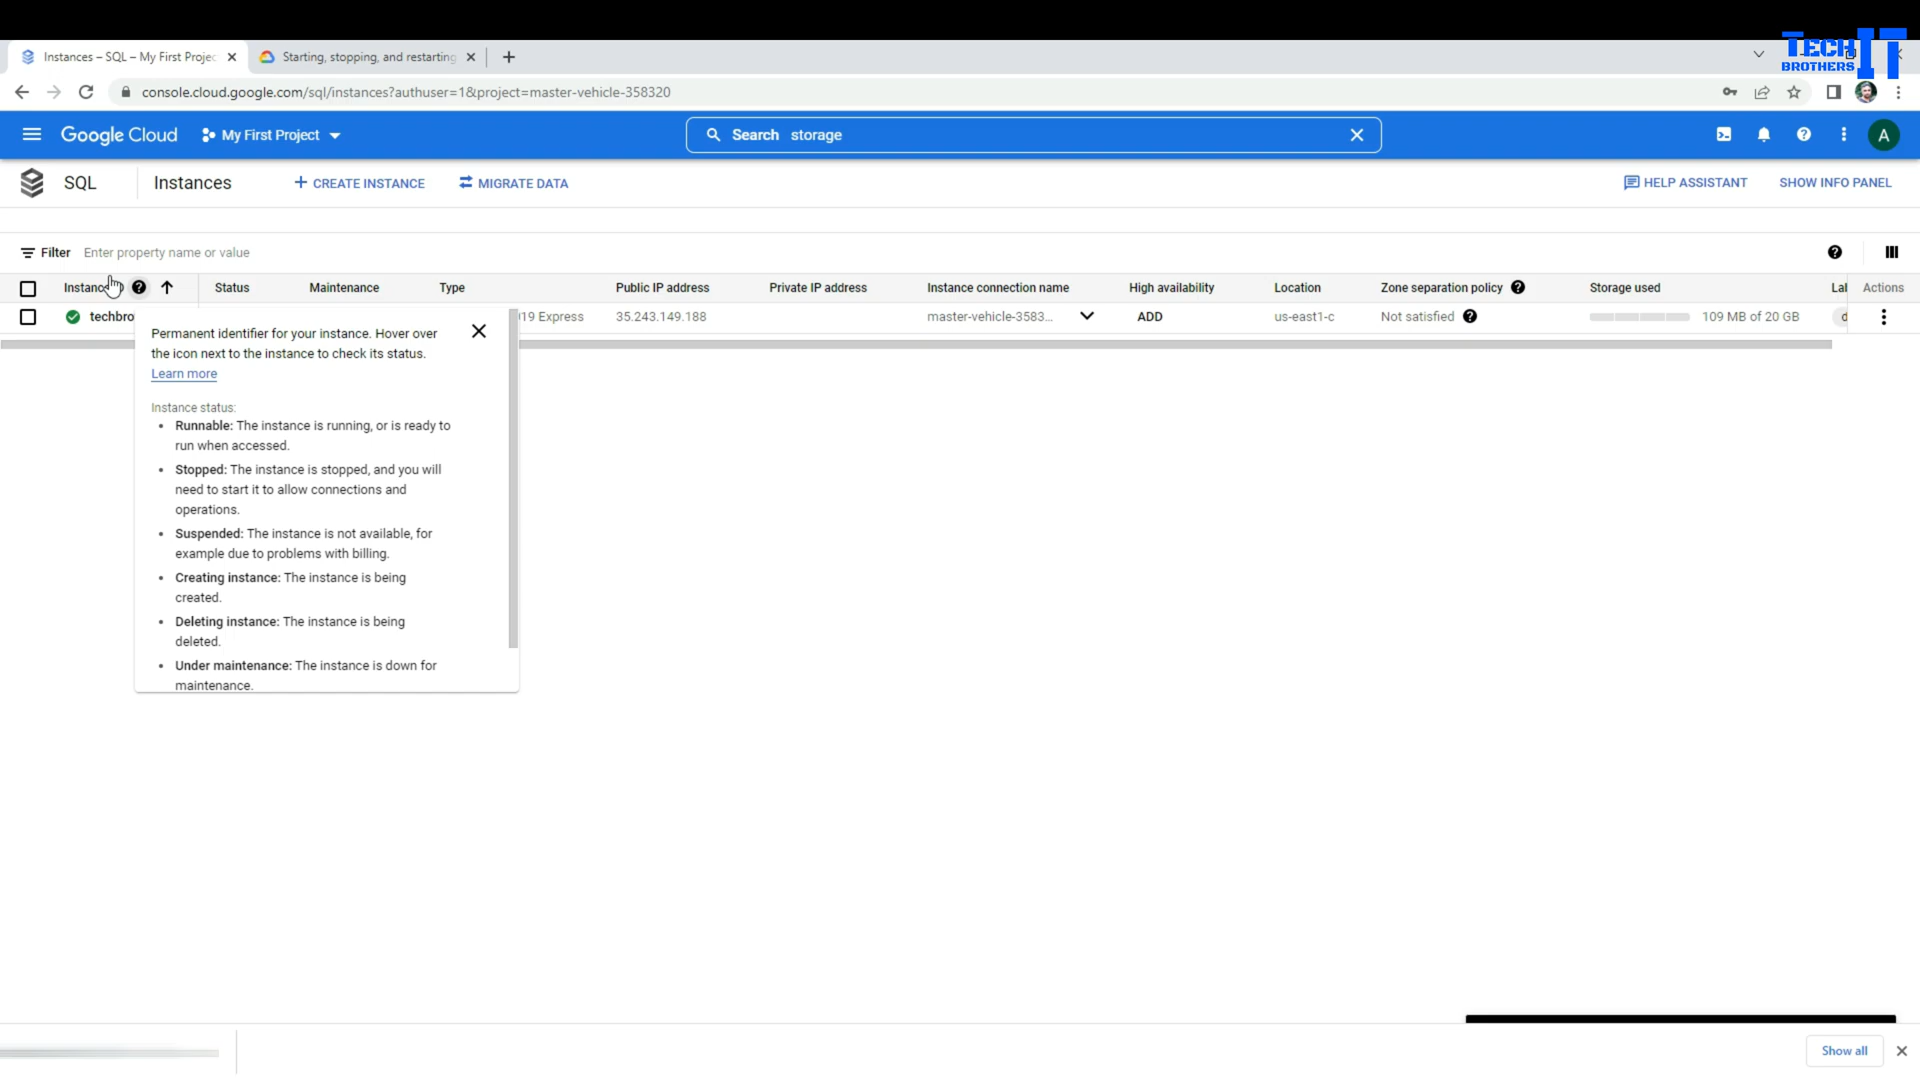 TECH IT
BROTHERS
Instances – SQL – My First Projec
Starting, stopping, and restarting
console.cloud.google.com/sql/instances?authuser=1&project=master-vehicle-358320
Google Cloud
My First Project
Search storage
A
SQL
Instances
CREATE INSTANCE
MIGRATE DATA
HELP ASSISTANT
SHOW INFO PANEL
Filter Enter property name or value
Instanc Status Maintenance Type Public IP address Private IP address Instance connection name High availability Location Zone separation policy Storage used Lal Actions
techbro 019 Express 35.243.149.188 master-vehicle-3583... ADD us-east1-c Not satisfied 109 MB of 20 GB
Permanent identifier for your instance. Hover over
the icon next to the instance to check its status.
Learn more
Instance status:
• Runnable: The instance is running, or is ready to
run when accessed.
• Stopped: The instance is stopped, and you will
need to start it to allow connections and
operations.
• Suspended: The instance is not available, for
example due to problems with billing.
• Creating instance: The instance is being
created.
• Deleting instance: The instance is being
deleted.
• Under maintenance: The instance is down for
maintenance.
Show all